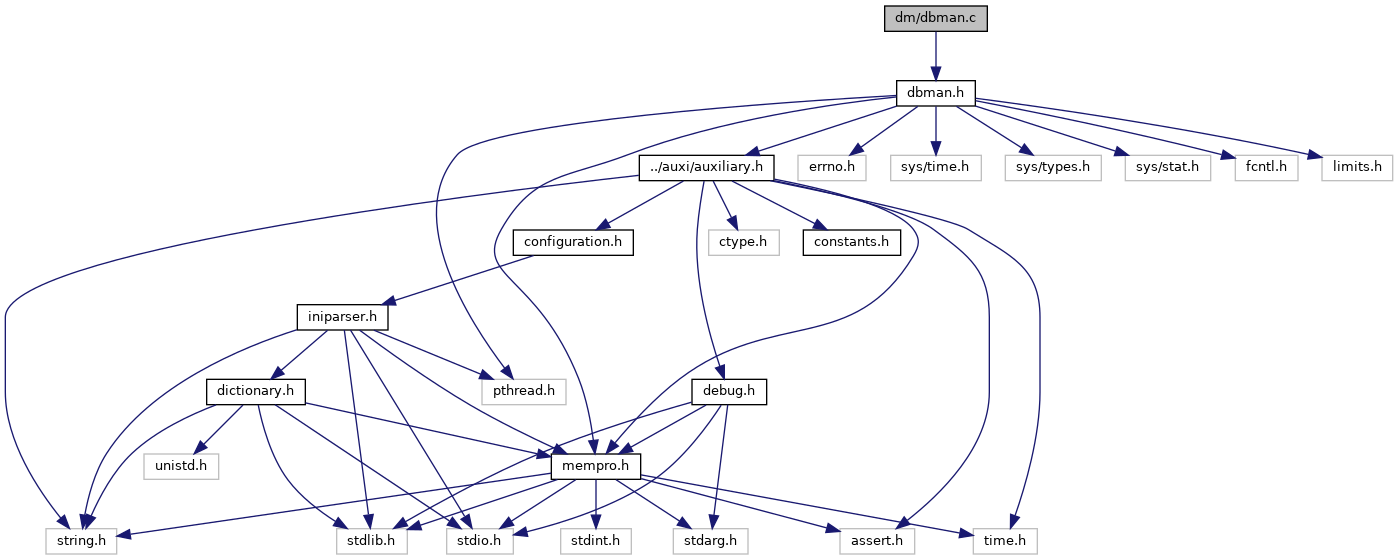 dm/dbman.c
dbman.h
../auxi/auxiliary.h
errno.h
sys/time.h
sys/types.h
sys/stat.h
fcntl.h
limits.h
configuration.h
ctype.h
constants.h
iniparser.h
dictionary.h
pthread.h
debug.h
unistd.h
mempro.h
string.h
stdlib.h
stdio.h
stdint.h
stdarg.h
assert.h
time.h